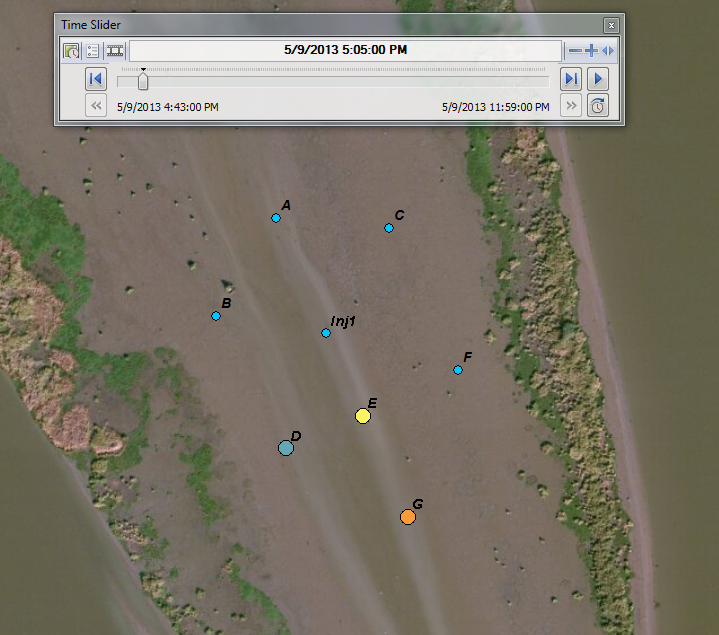 Time Slider
5/9/2013 5:05:00 PM
5/9/2013 4:43:00 PM
5/9/2013 11:59:00 PM
A
C
B
Inj1
F
E
D
G